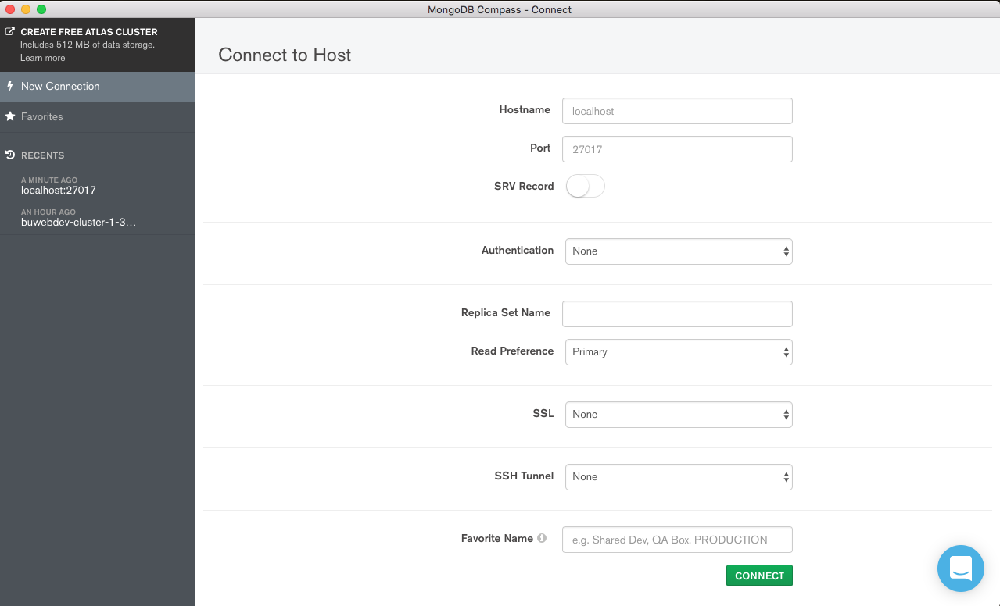 MongoDB Compass - Connect
CREATE FREE ATLAS CLUSTER
Includes 512 MB of data storage.
Learn more
New Connection
Favorites
RECENTS
A MINUTE AGO
localhost:27017
AN HOUR AGO
buwebdev-cluster-1-3...
Connect to Host
Hostname localhost
Port 27017
SRV Record
Authentication None
Replica Set Name
Read Preference Primary
SSL None
SSH Tunnel None
Favorite Name e.g. Shared Dev, QA Box, PRODUCTION
CONNECT